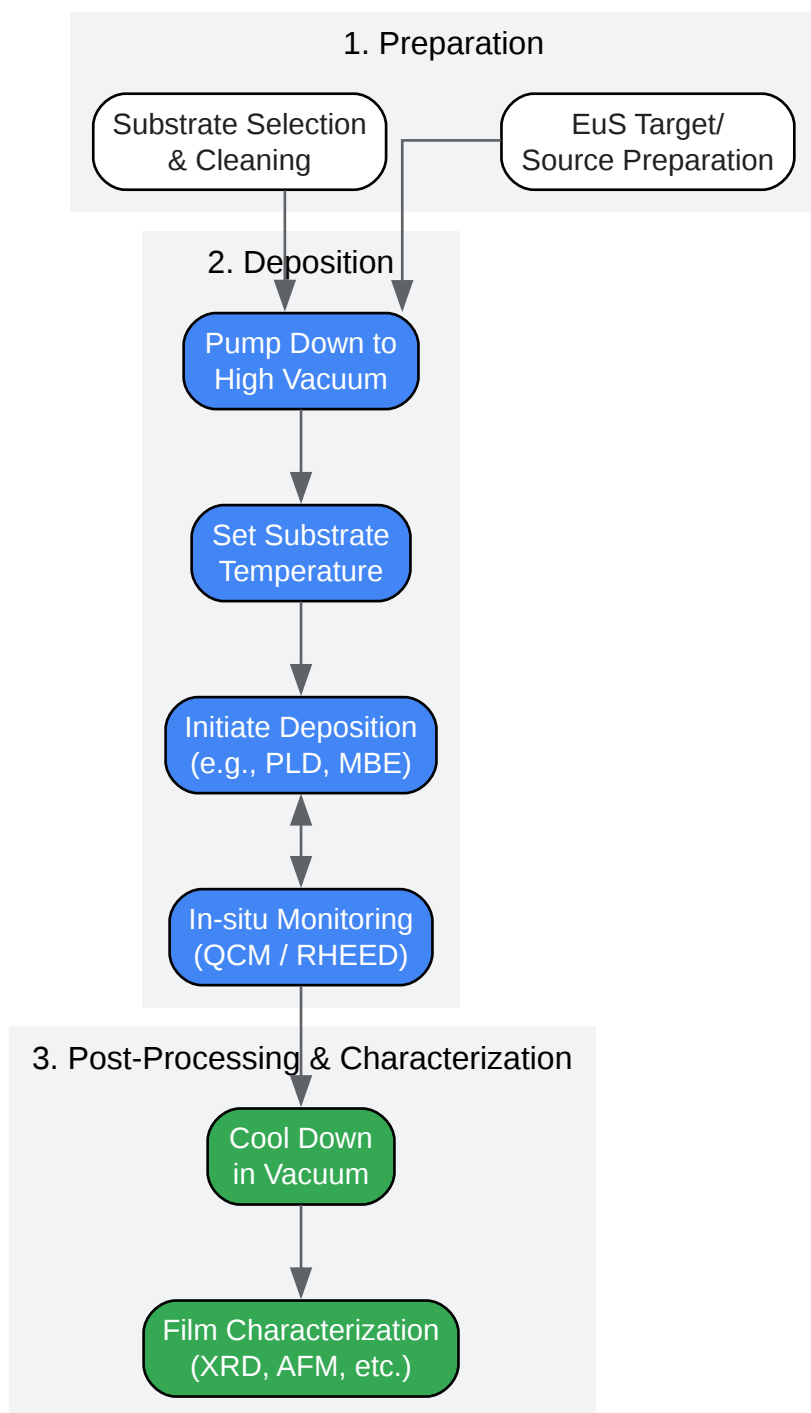 1. Preparation
Substrate Selection
& Cleaning
EuS Target/
Source Preparation
2. Deposition
Pump Down to
High Vacuum
Set Substrate
Temperature
Initiate Deposition
(e.g., PLD, MBE)
In-situ Monitoring
(QCM / RHEED)
3. Post-Processing & Characterization
Cool Down
in Vacuum
Film Characterization
(XRD, AFM, etc.)